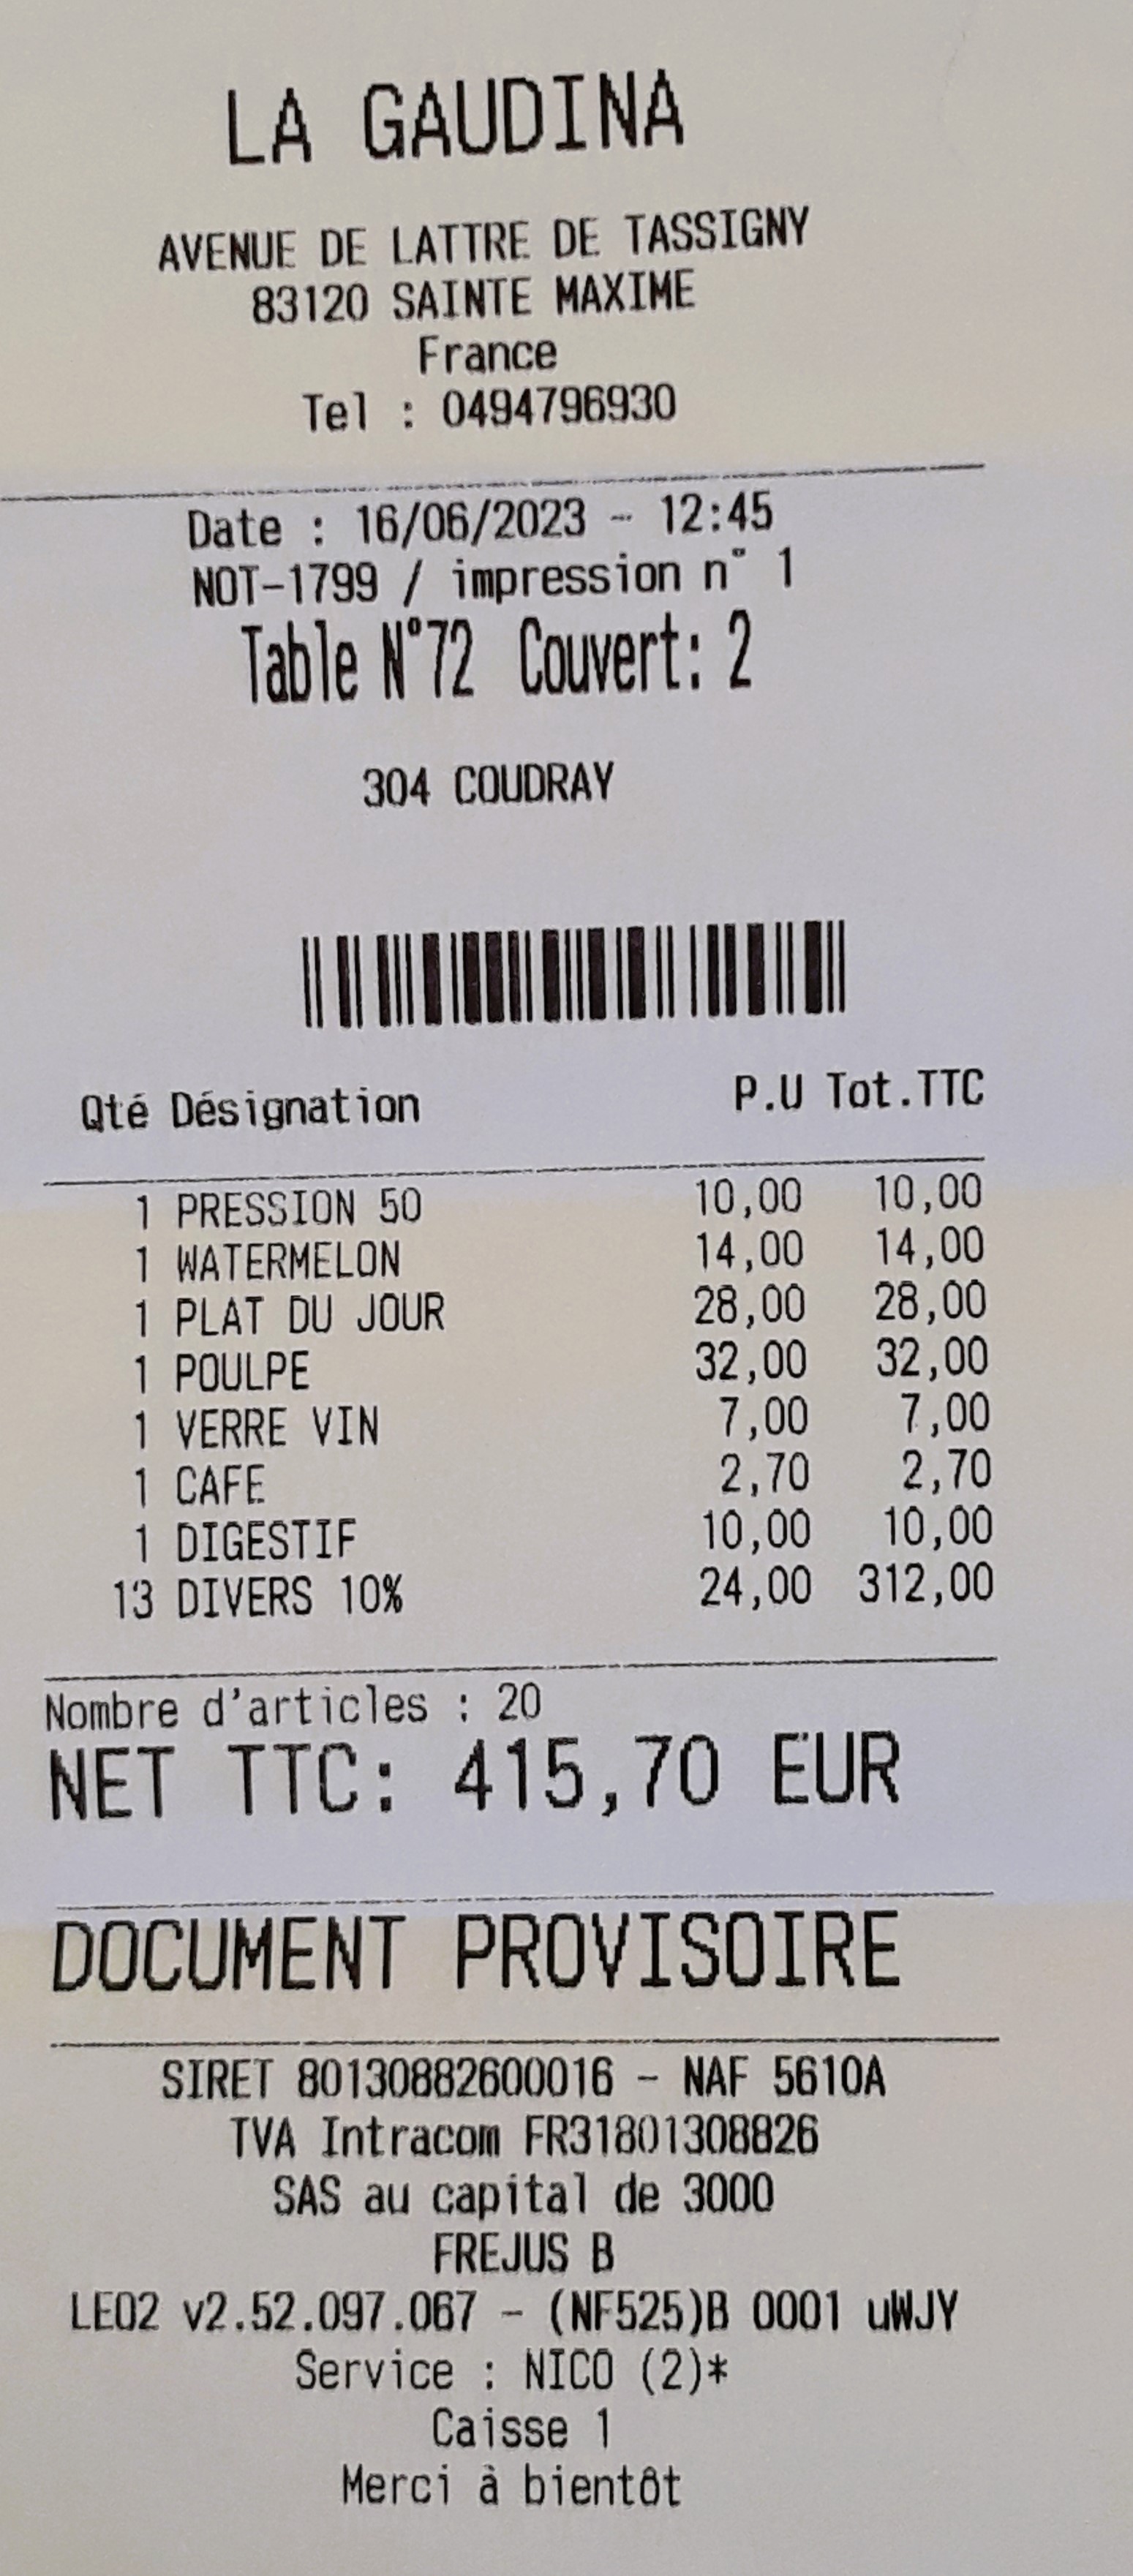 LA GAUDINA
AVENUE DE LATTRE DE TASSIGNY
83120 SAINTE MAXIME
France
Tel : 0494796930
Date : 16/06/2023 - 12:45
NOT-1799 / impression n° 1
Table N°72 Couvert: 2
304 COUDRAY
Qté Désignation P.U Tot.TTC
1 PRESSION 50 10,00 10,00
1 WATERMELON 14,00 14,00
1 PLAT DU JOUR 28,00 28,00
1 POULPE 32,00 32,00
1 VERRE VIN 7,00 7,00
1 CAFE 2,70 2,70
1 DIGESTIF 10,00 10,00
13 DIVERS 10% 24,00 312,00
Nombre d'articles : 20
NET TTC: 415,70 EUR
DOCUMENT PROVISOIRE
SIRET 80130882600016 - NAF 5610A
TVA Intracom FR31801308826
SAS au capital de 3000
FREJUS B
LEO2 v2.52.097.067 - (NF525)B 0001 uWJY
Service : NICO (2)*
Caisse 1
Merci à bientôt